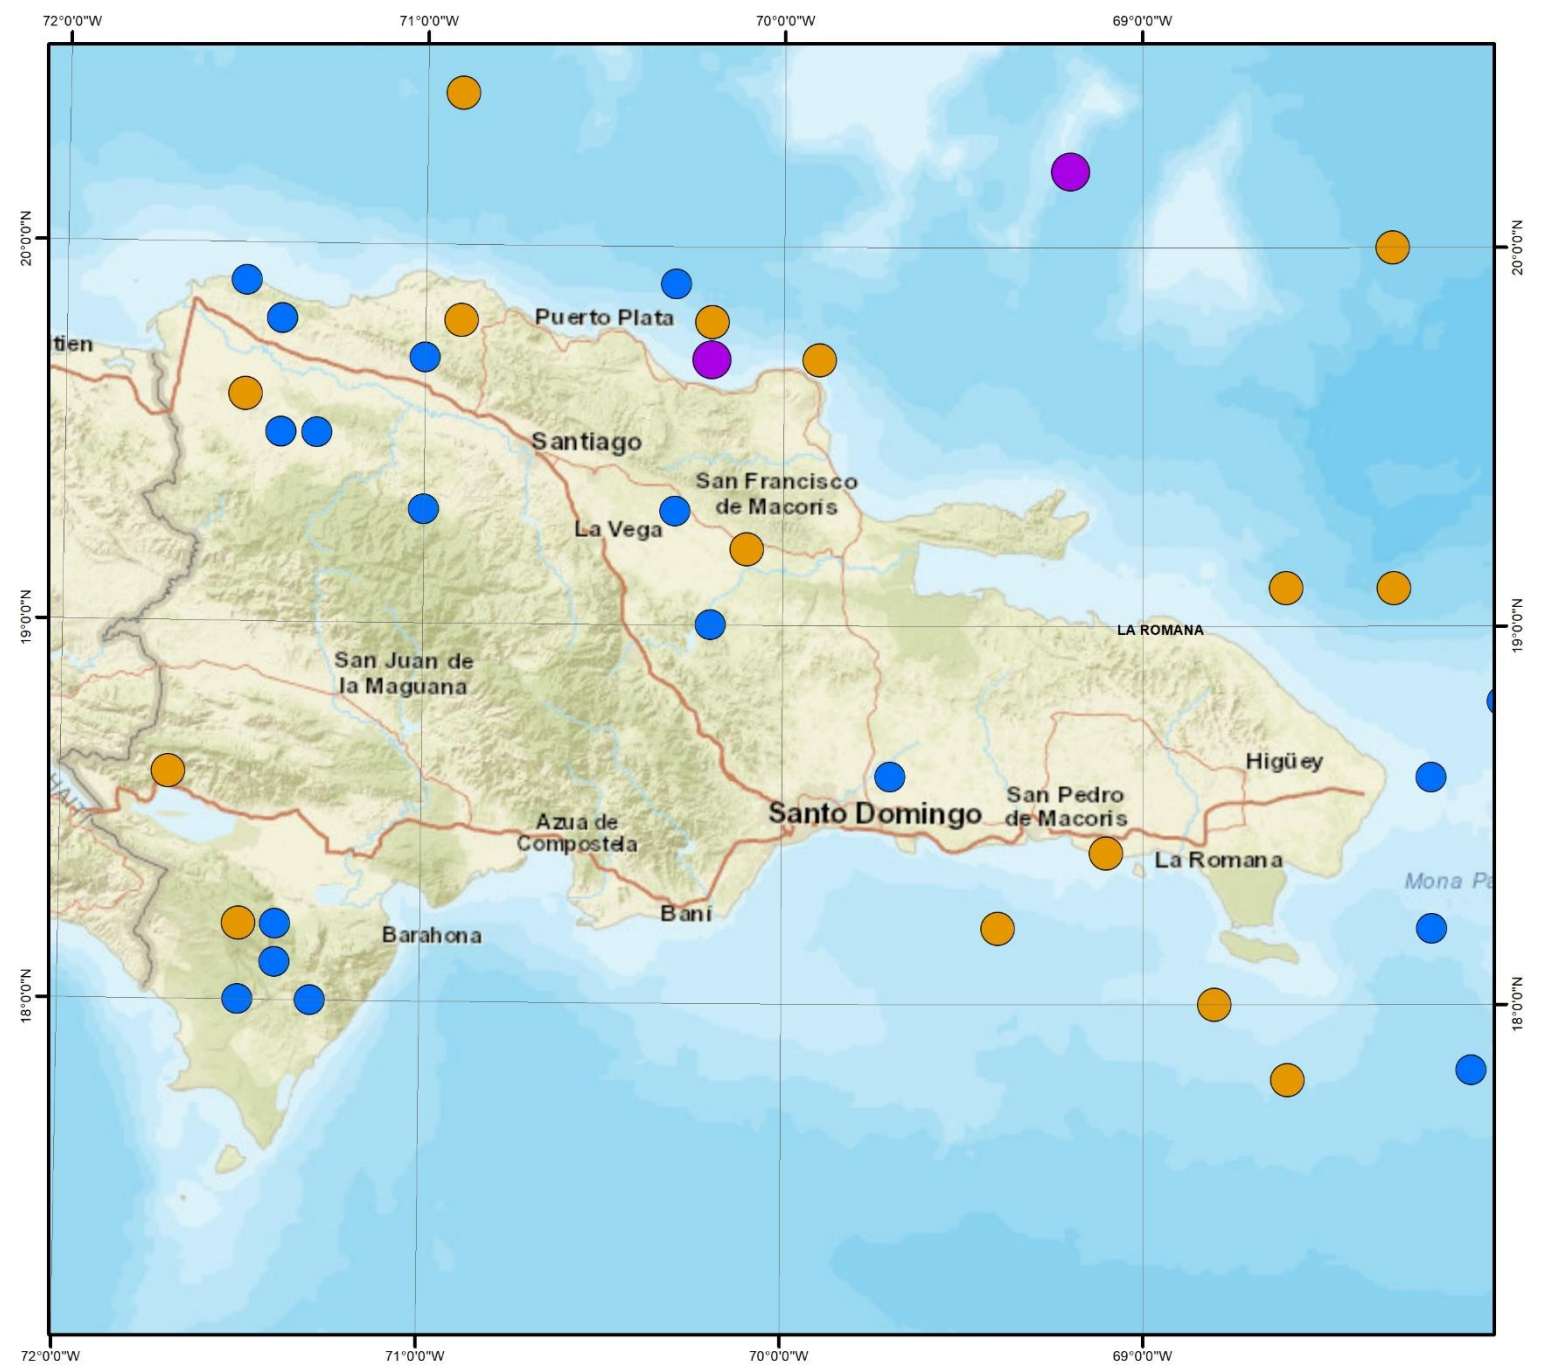 72°0'0"W
71°0'0"W
70°0'0"W
69°0'0"W
20°0'0"N
20°0'0"N
Puerto Plata
tien
Santiago
San Francisco
de Macorís
La Vega
19°0'0"N
19°0'0"N
LA ROMANA
San Juan de
la Maguana
Higüey
HAITI
San Pedro
de Macoris
Santo Domingo
Azua de
Compostela
La Romana
Mona Pa
Baní
Barahona
18°0'0"N
18°0'0"N
72°0'0"W
71°0'0"W
70°0'0"W
69°0'0"W